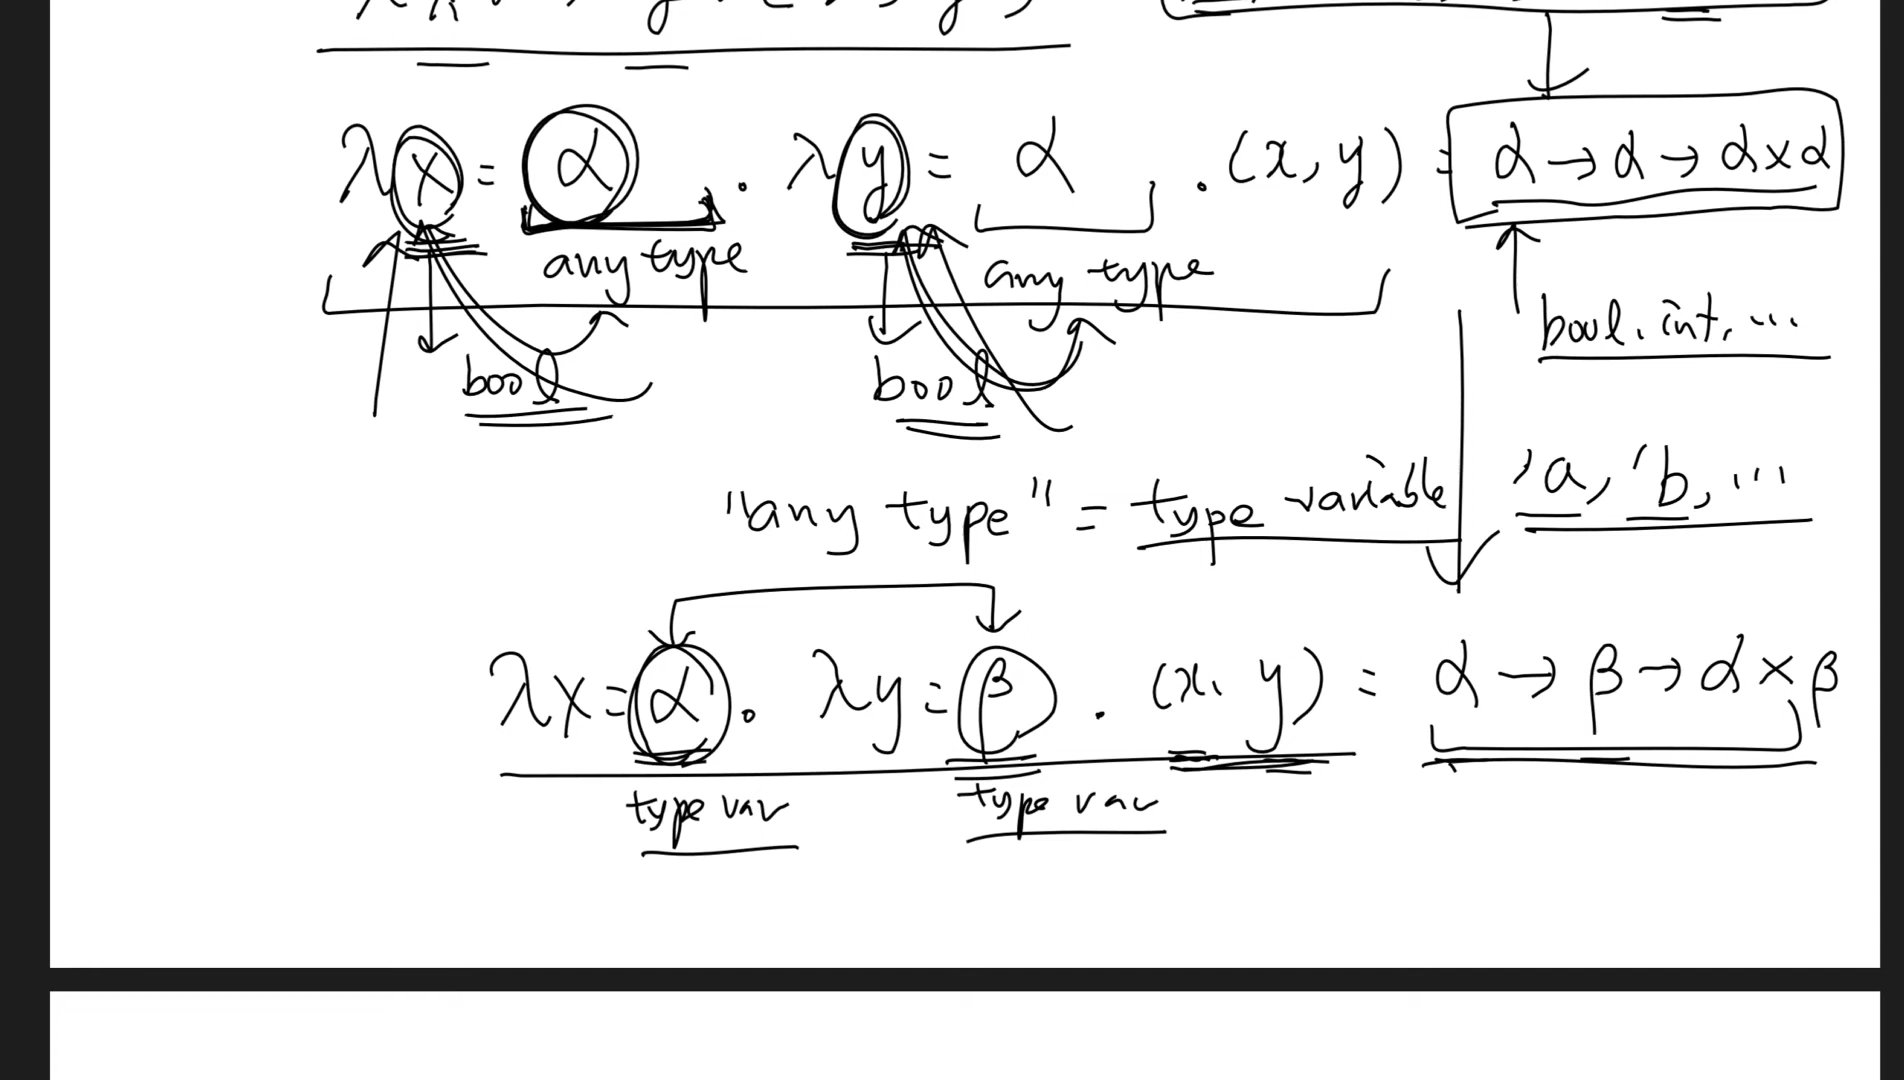 λx = α . λy = α . (x, y) = α → α → α × α
any type any type
bool bool bool, int, ...
"any type" = type variable 'a, 'b, ...
λx = α . λy = β . (x, y) = α → β → α × β
type var type var